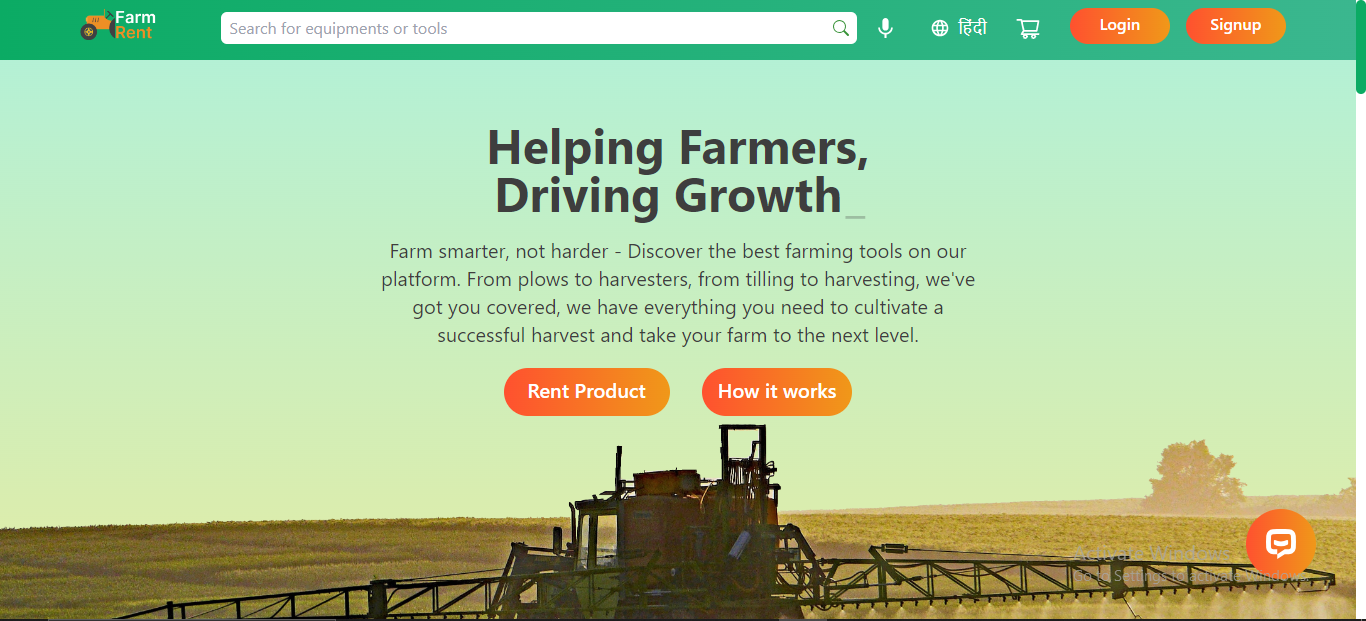 Farm
Rent
Search for equipments or tools
हिंदी
Login
Signup
Helping Farmers,
Driving Growth_
Farm smarter, not harder - Discover the best farming tools on our
platform. From plows to harvesters, from tilling to harvesting, we've
got you covered, we have everything you need to cultivate a
successful harvest and take your farm to the next level.
Rent Product
How it works
Activate Windows
Go to Settings to activate Windows.